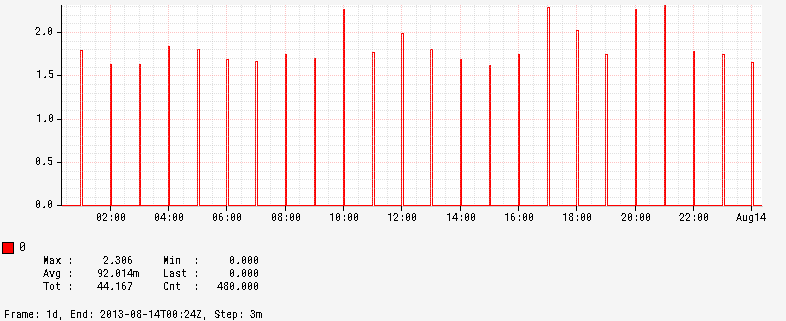 2.0
1.5
1.0
0.5
0.0
02:00 04:00 06:00 08:00 10:00 12:00 14:00 16:00 18:00 20:00 22:00 Aug14
0
Max : 2.306 Min : 0.000
Avg : 92.014m Last : 0.000
Tot : 44.167 Cnt : 480.000
Frame: 1d, End: 2013-08-14T00:24Z, Step: 3m